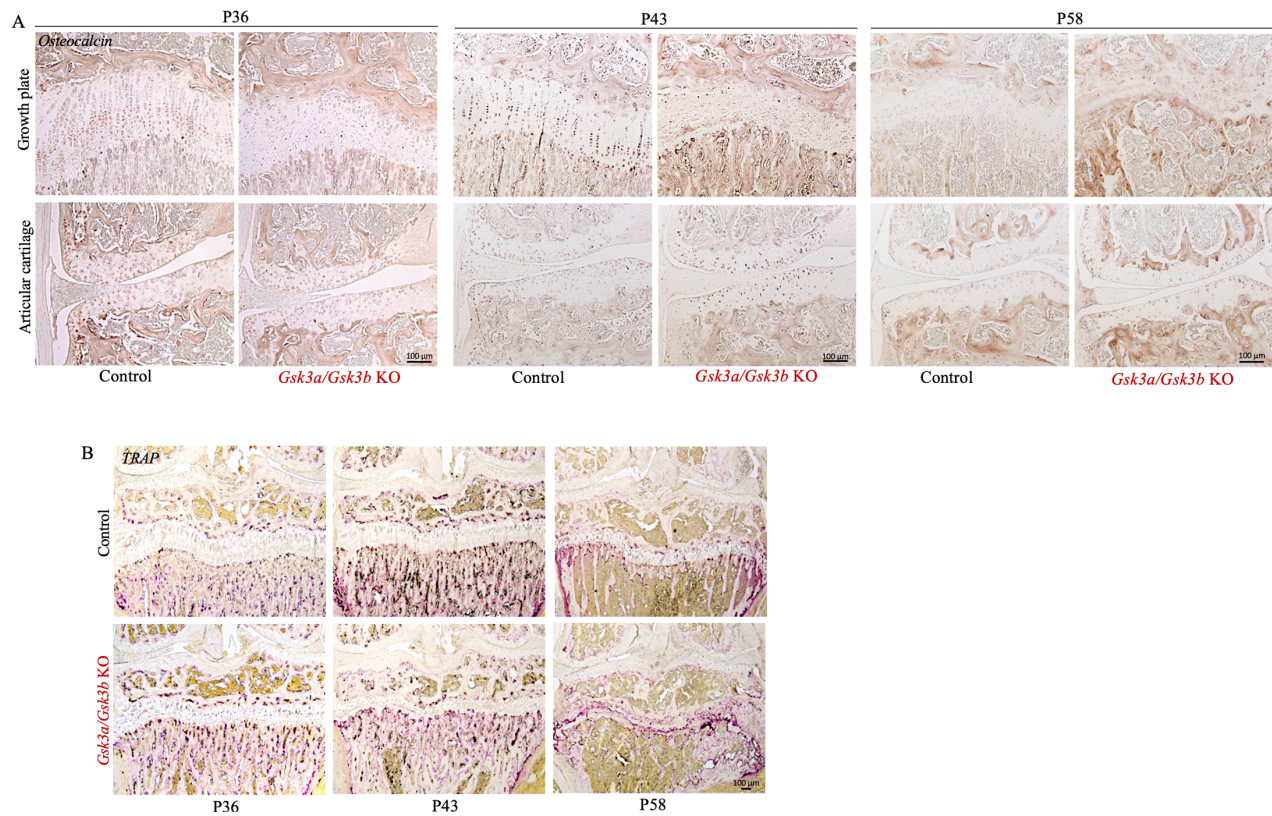 A
P36
P43
P58
Osteocalcin
Growth plate
Articular cartilage
100 µm
100 µm
100 µm
Control
Gsk3a/Gsk3b KO
Control
Gsk3a/Gsk3b KO
Control
Gsk3a/Gsk3b KO
B
TRAP
Control
Gsk3a/Gsk3b KO
100 µm
P36
P43
P58